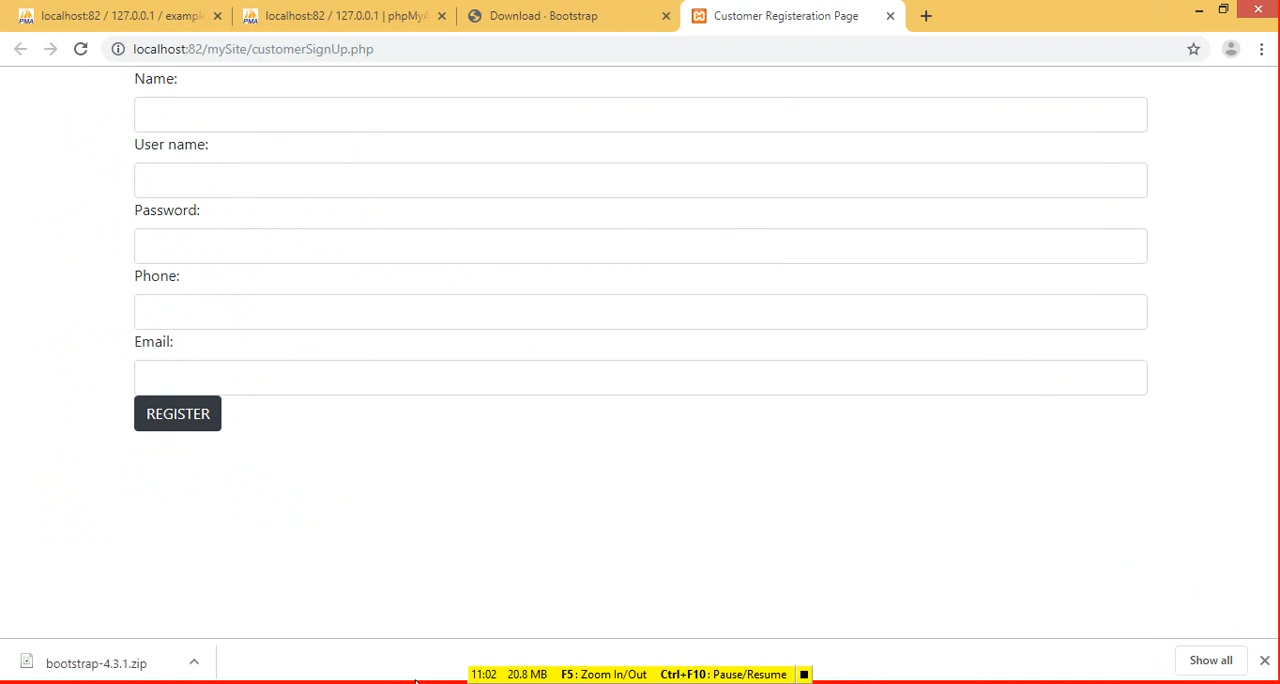 localhost:82 / 127.0.0.1 / example
localhost:82 / 127.0.0.1 | phpMyA
Download · Bootstrap
Customer Registeration Page
localhost:82/mySite/customerSignUp.php
Name:
User name:
Password:
Phone:
Email:
REGISTER
bootstrap-4.3.1.zip
Show all
11:02 20.8 MB F5: Zoom In/Out Ctrl+F10: Pause/Resume